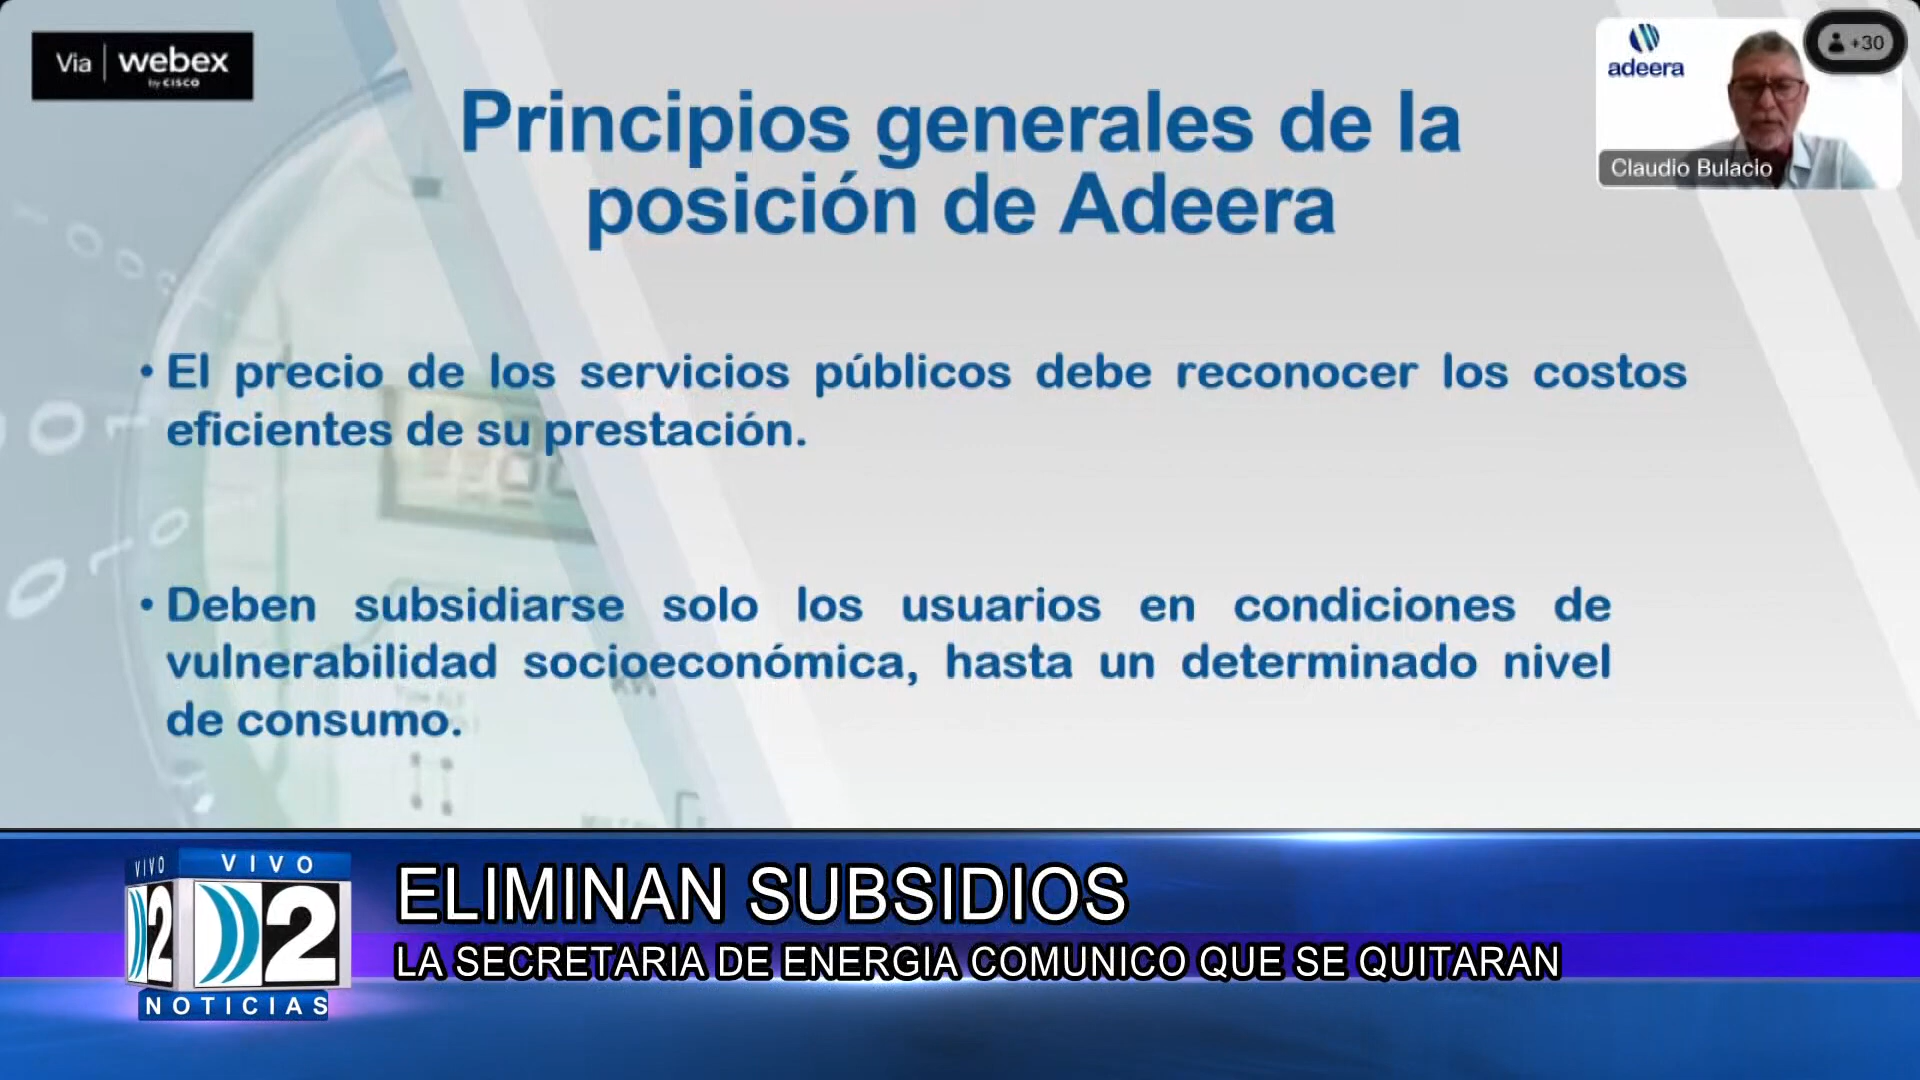 Via | webex
by CISCO
adeera
+30
Claudio Bulacio
Principios generales de la
posición de Adeera
• El precio de los servicios públicos debe reconocer los costos
eficientes de su prestación.
• Deben subsidiarse solo los usuarios en condiciones de
vulnerabilidad socioeconómica, hasta un determinado nivel
de consumo.
VIVO
VIVO
2
2
NOTICIAS
ELIMINAN SUBSIDIOS
LA SECRETARIA DE ENERGIA COMUNICO QUE SE QUITARAN